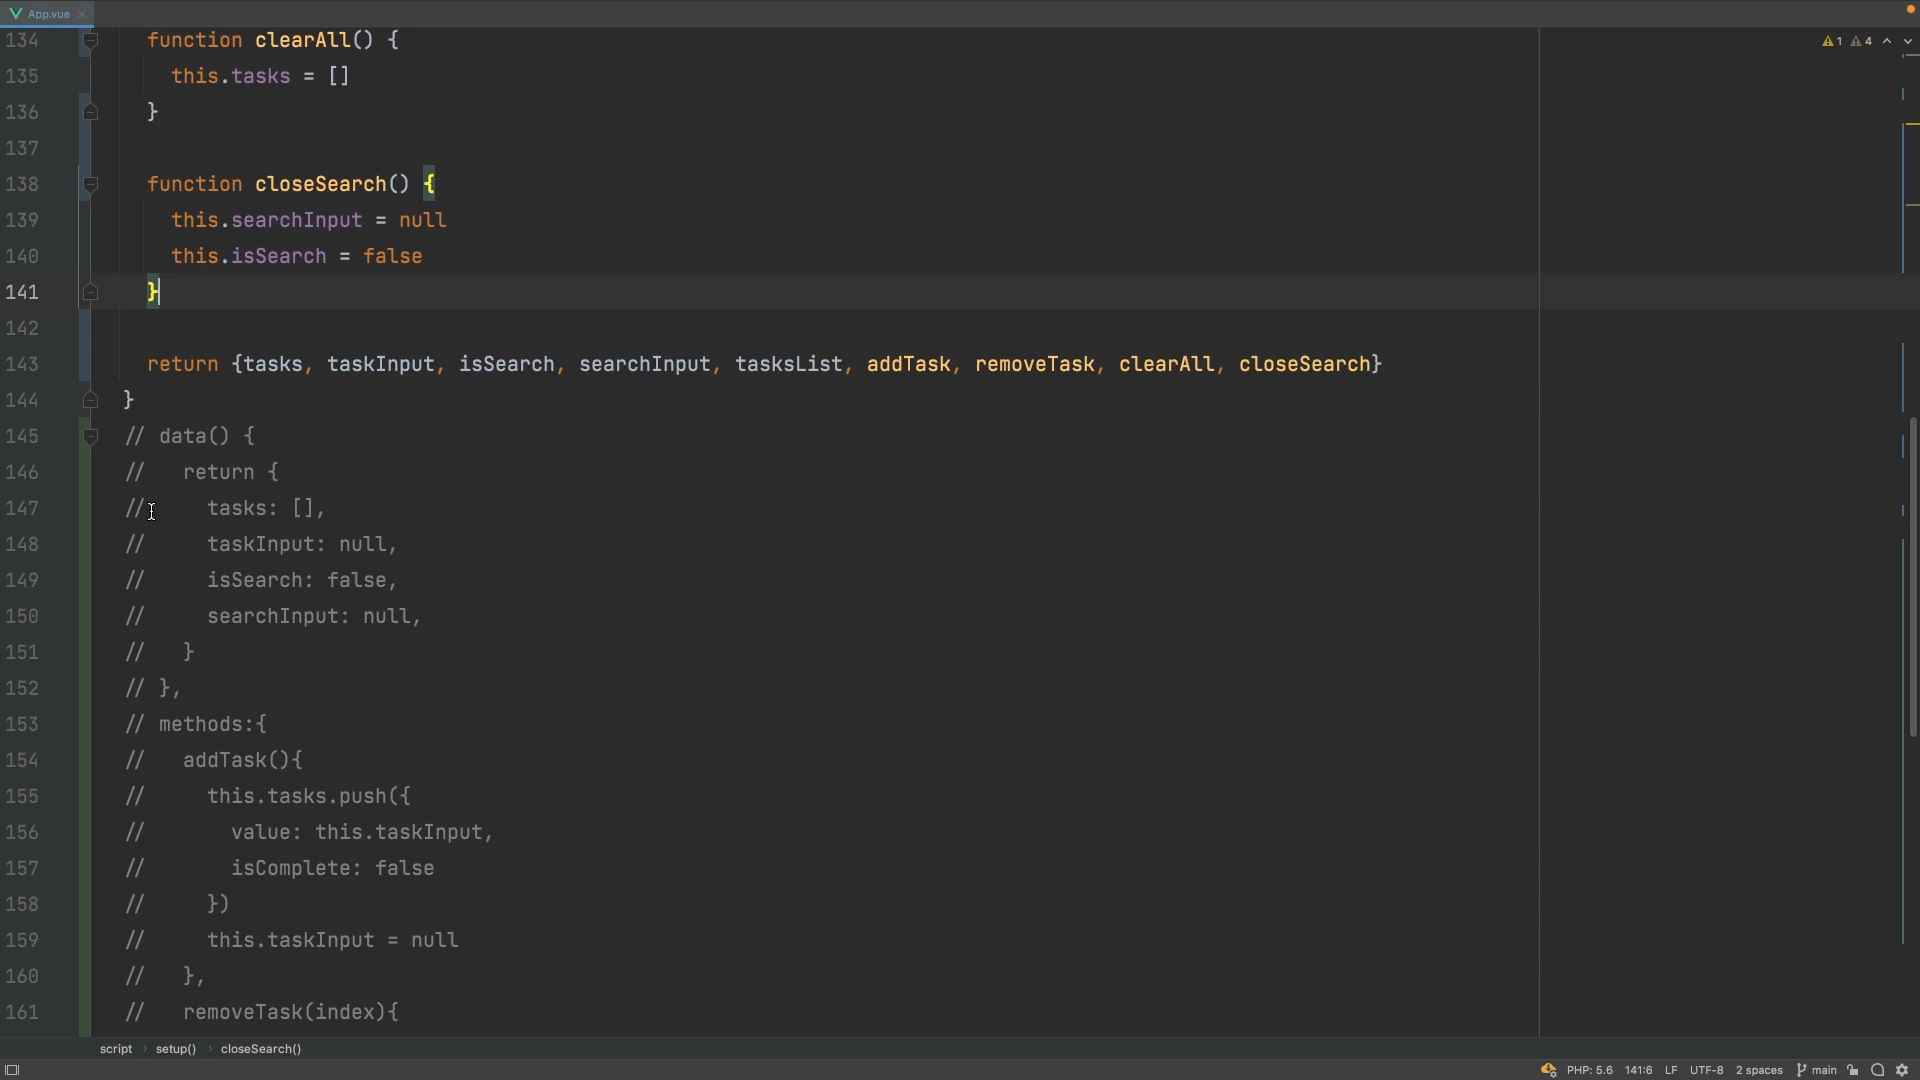 App.vue
1 4
134 function clearAll() {
135 this.tasks = []
136 }
137
138 function closeSearch() {
139 this.searchInput = null
140 this.isSearch = false
141 }
142
143 return {tasks, taskInput, isSearch, searchInput, tasksList, addTask, removeTask, clearAll, closeSearch}
144 }
145 // data() {
146 // return {
147 // tasks: [],
148 // taskInput: null,
149 // isSearch: false,
150 // searchInput: null,
151 // }
152 // },
153 // methods:{
154 // addTask(){
155 // this.tasks.push({
156 // value: this.taskInput,
157 // isComplete: false
158 // })
159 // this.taskInput = null
160 // },
161 // removeTask(index){
script › setup() › closeSearch()
PHP: 5.6 141:6 LF UTF-8 2 spaces main